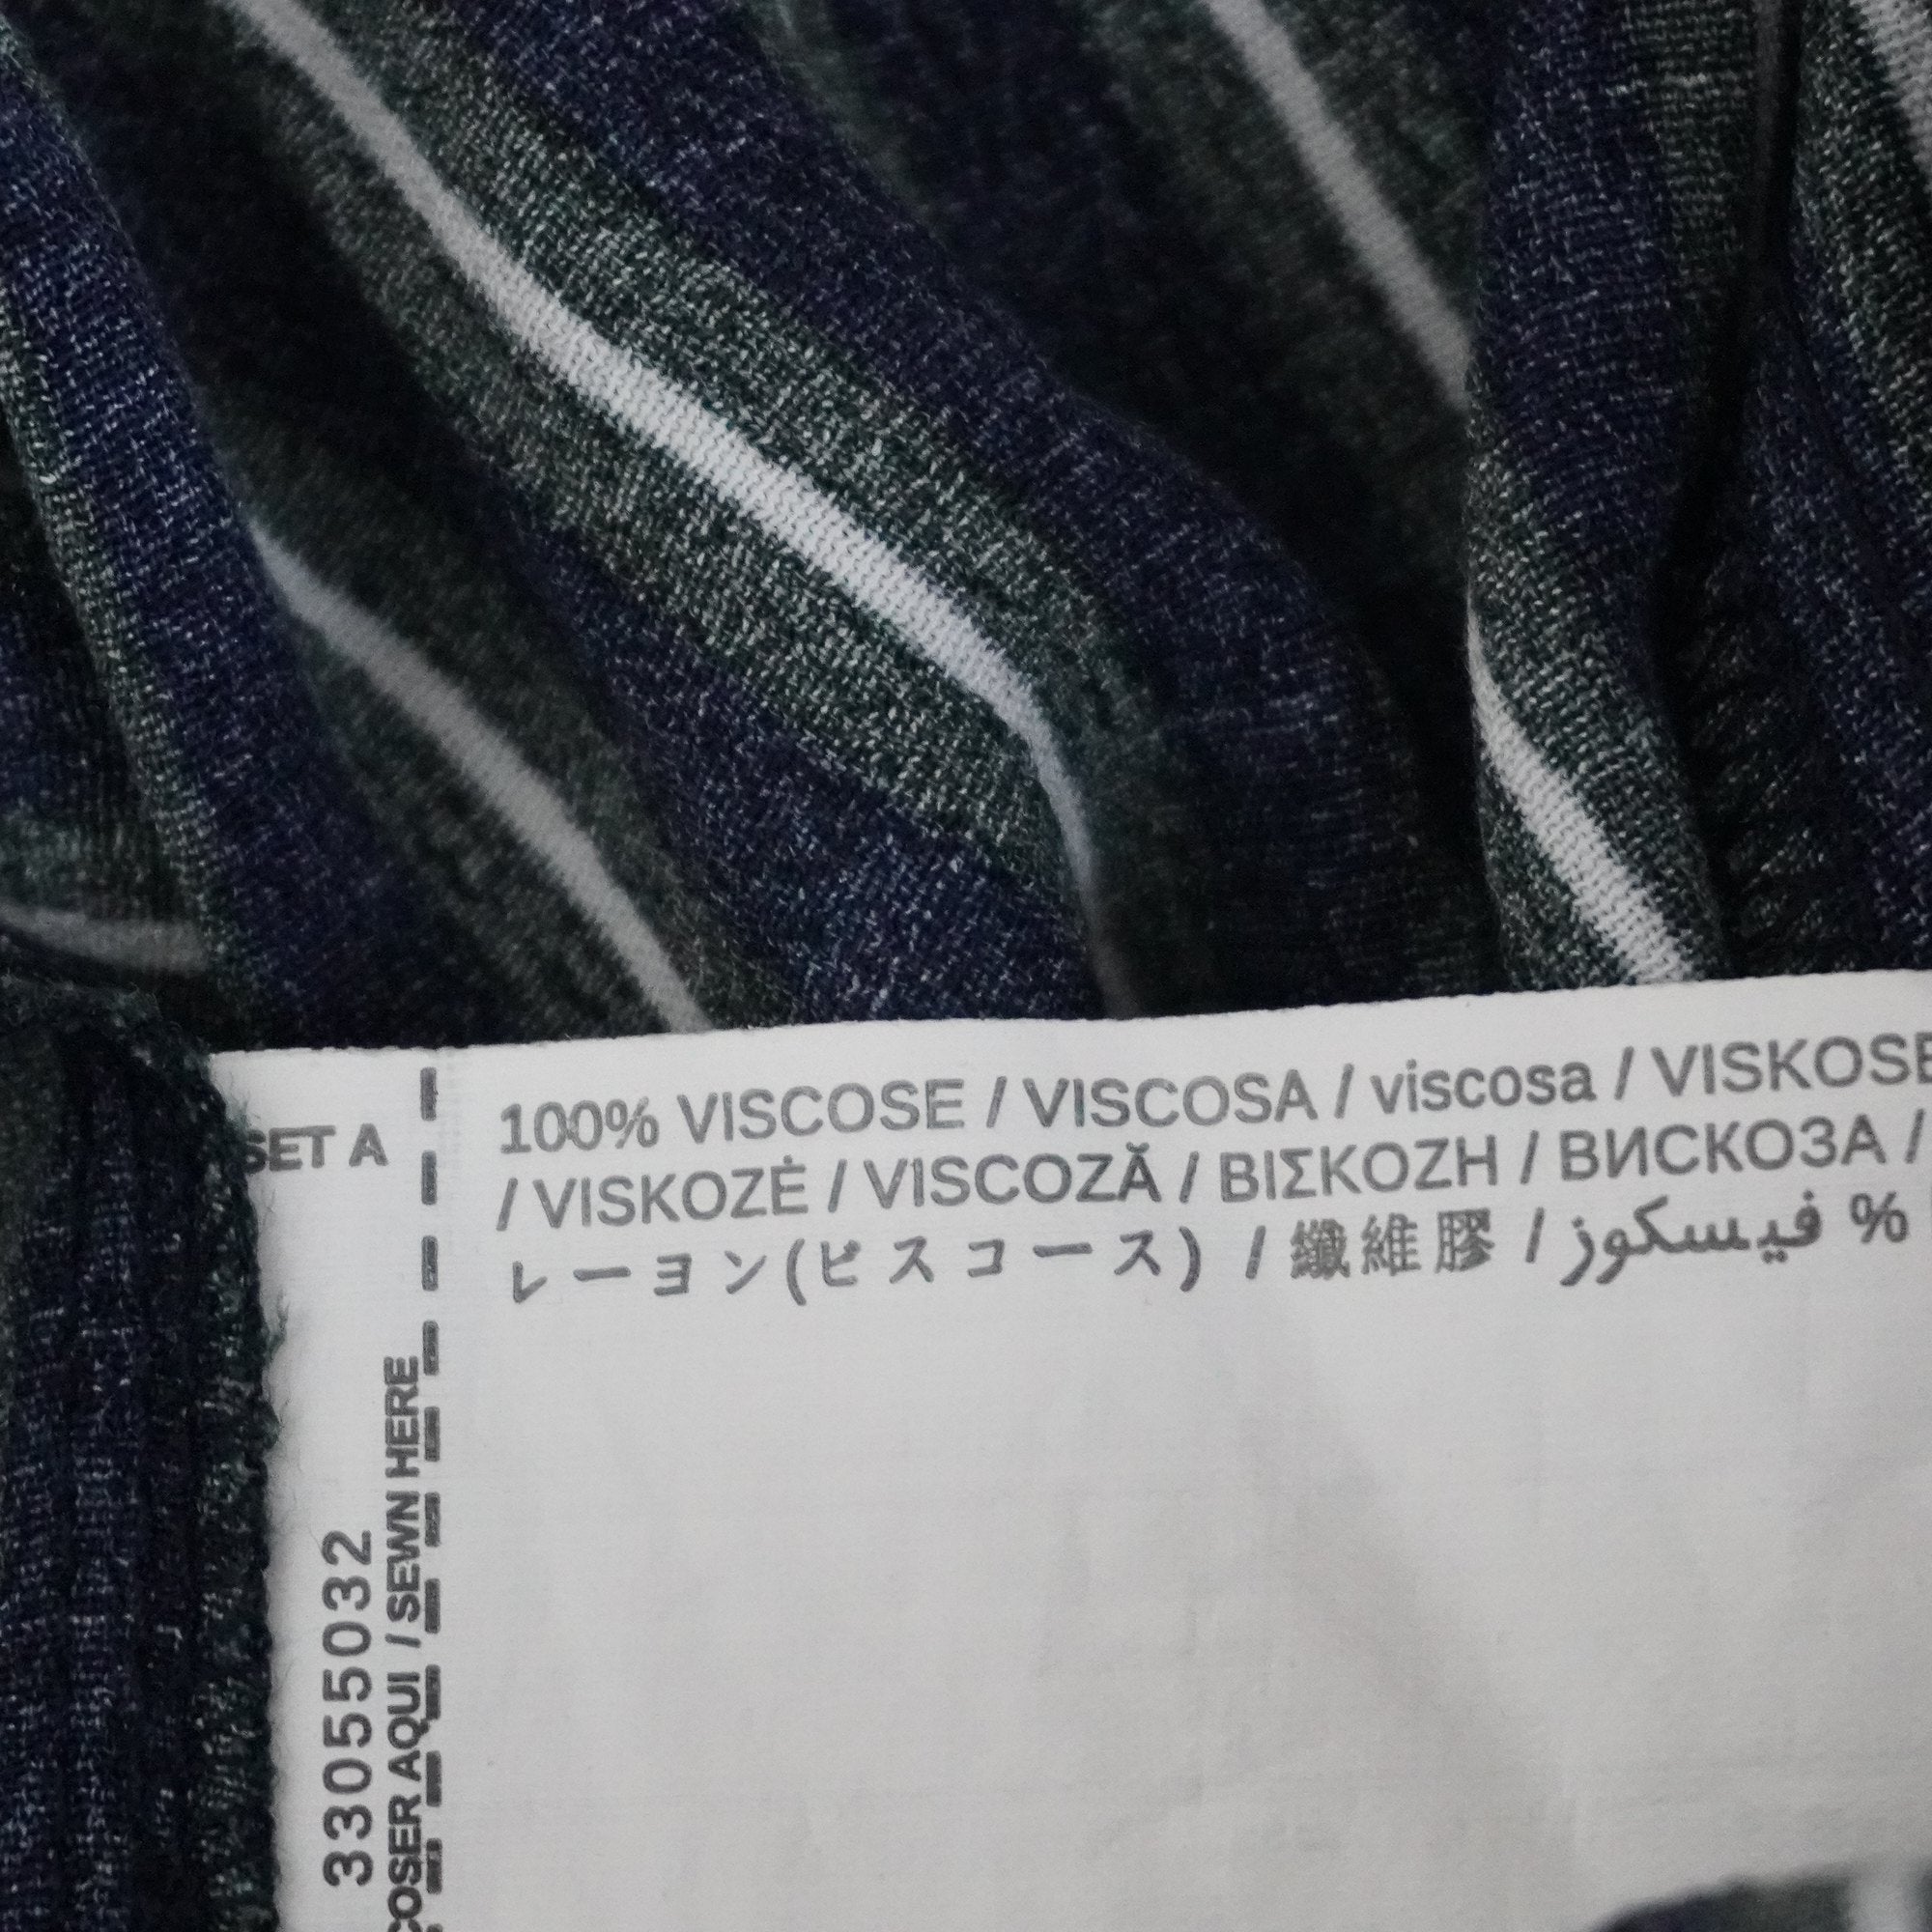 SET A
100% VISCOSE / VISCOSA / viscosa / VISKOSE
/ VISKOZĖ / VISCOZĂ / ΒΙΣΚΟΖΗ / ВИСКОЗА /
レーヨン(ビスコース) / 纖維膠 / فيسكوز %
33055032
COSER AQUI / SEWN HERE